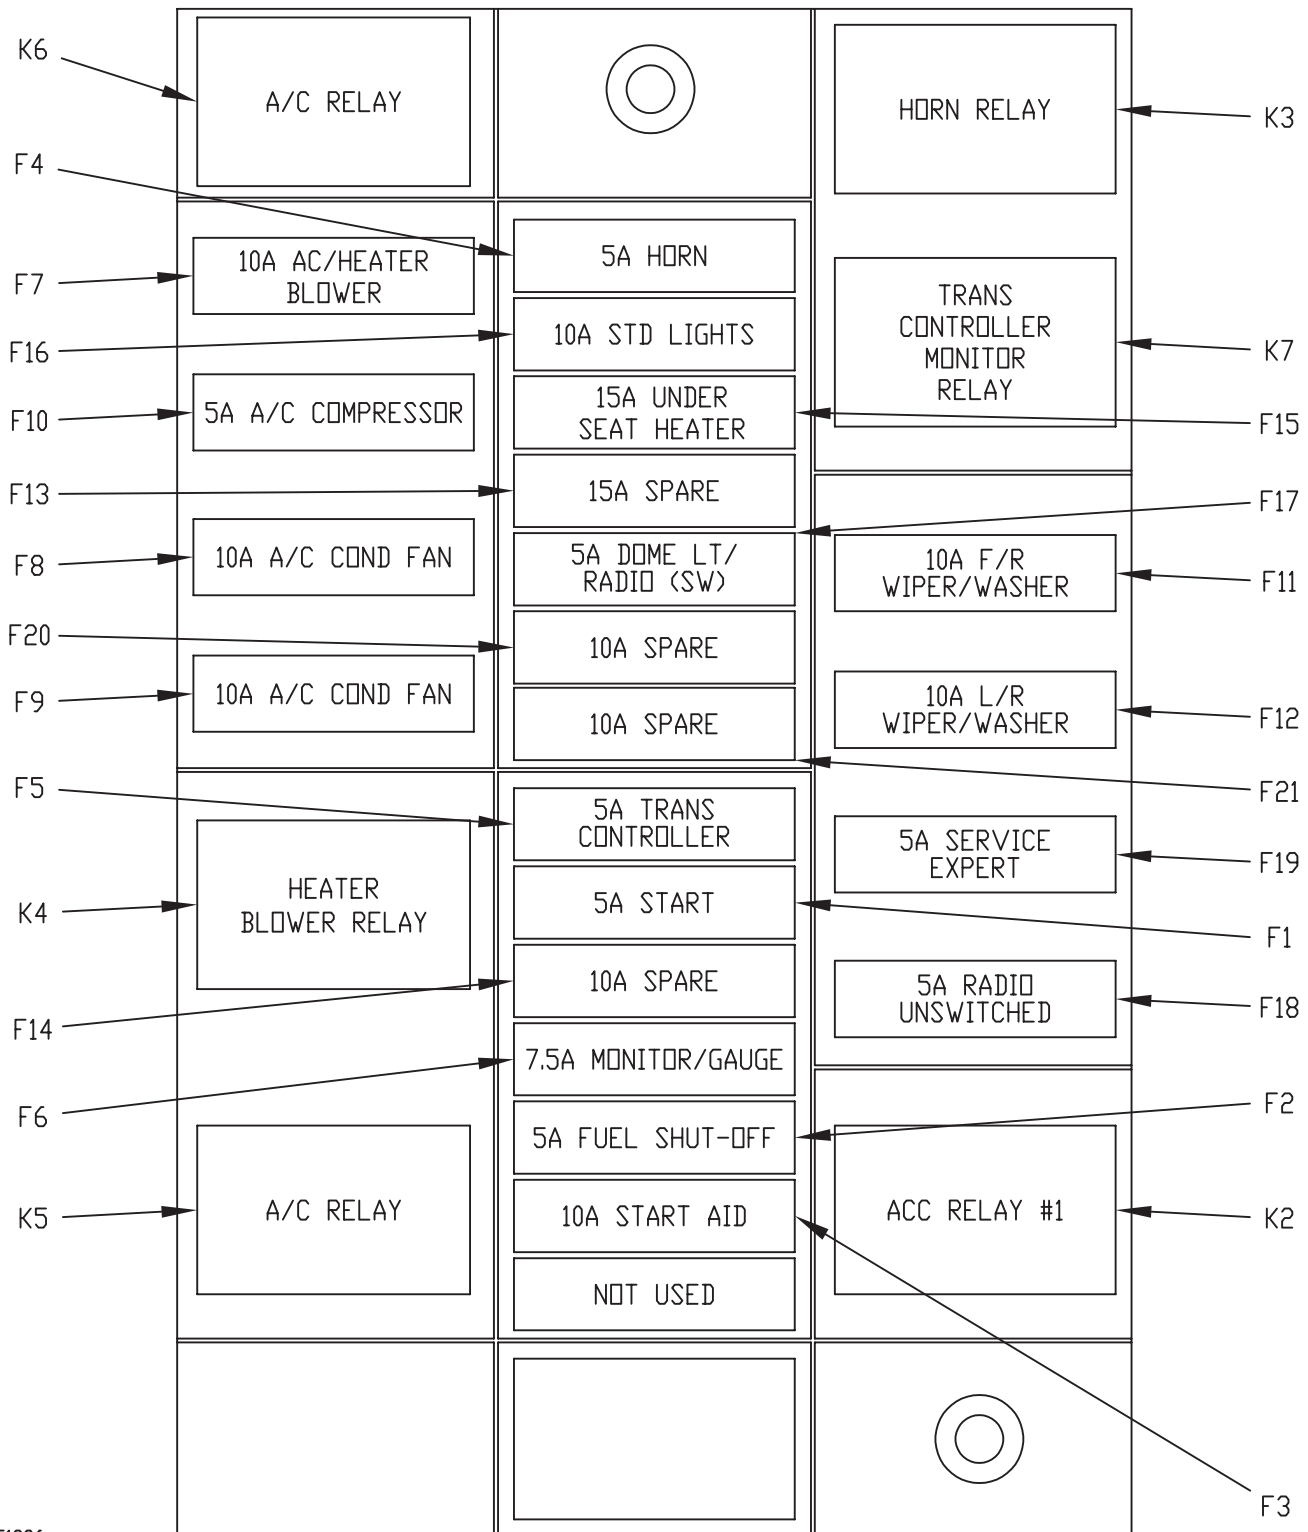 K6
F4
F7
F16
F10
F13
F8
F20
F9
F5
K4
F14
F6
K5
A/C RELAY
10A AC/HEATER
BLOWER
5A A/C COMPRESSOR
10A A/C COND FAN
10A A/C COND FAN
HEATER
BLOWER RELAY
A/C RELAY
5A HORN
10A STD LIGHTS
15A UNDER
SEAT HEATER
15A SPARE
5A DOME LT/
RADIO (SW)
10A SPARE
10A SPARE
5A TRANS
CONTROLLER
5A START
10A SPARE
7.5A MONITOR/GAUGE
5A FUEL SHUT-OFF
10A START AID
NOT USED
HORN RELAY
TRANS
CONTROLLER
MONITOR
RELAY
10A F/R
WIPER/WASHER
10A L/R
WIPER/WASHER
5A SERVICE
EXPERT
5A RADIO
UNSWITCHED
ACC RELAY #1
K3
K7
F15
F17
F11
F12
F21
F19
F1
F18
F2
K2
F3